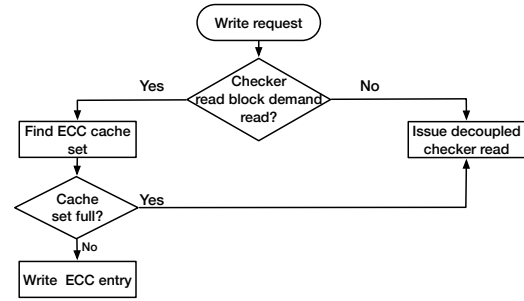 Write request
Checker
read block demand
read?
Yes
No
Find ECC cache
set
Issue decoupled
checker read
Cache
set full?
Yes
No
Write ECC entry